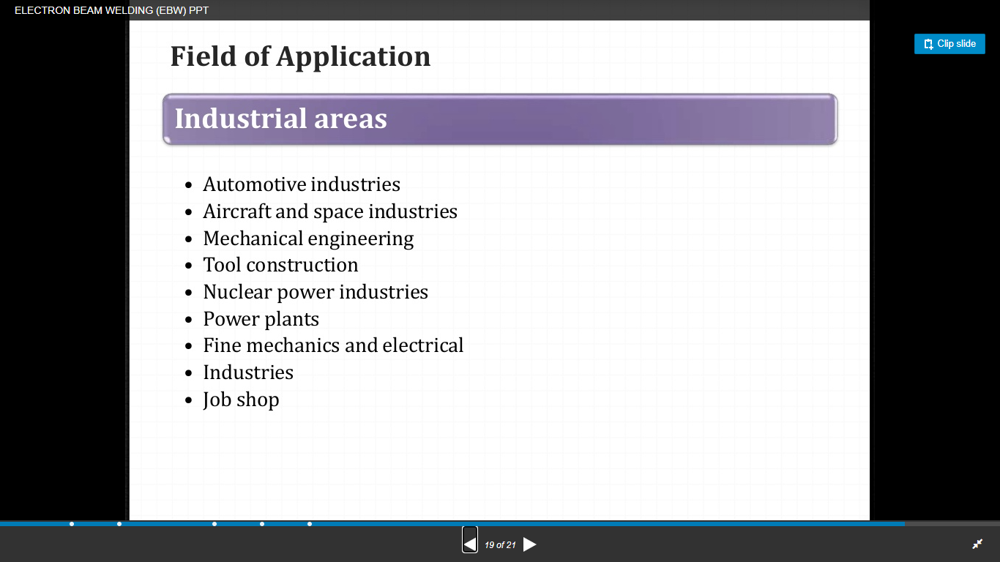 ELECTRON BEAM WELDING (EBW) PPT
Clip slide
Field of Application
Industrial areas
• Automotive industries
• Aircraft and space industries
• Mechanical engineering
• Tool construction
• Nuclear power industries
• Power plants
• Fine mechanics and electrical
• Industries
• Job shop
19 of 21